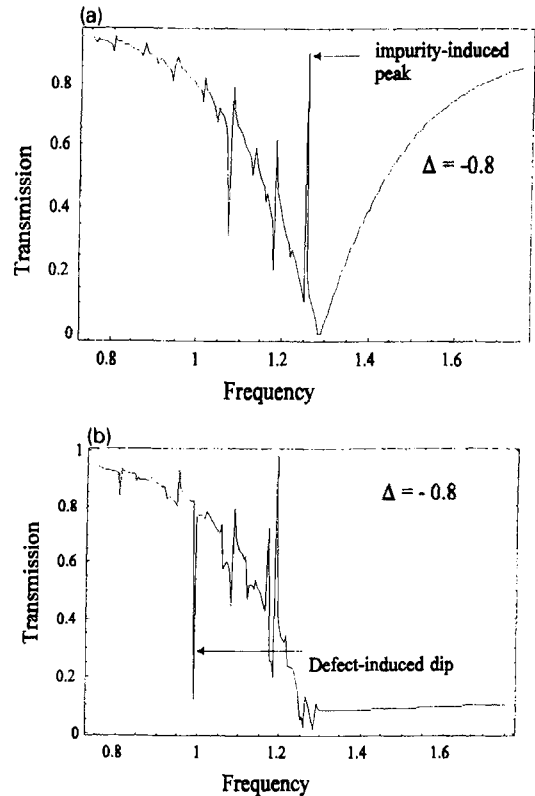 (a)
impurity-induced
peak
0.8
Δ = -0.8
0.6
Transmission
0.4
0.2
0
0.8 1 1.2 1.4 1.6
Frequency
(b)
1
Δ = - 0.8
0.8
0.6
Transmission
0.4
Defect-induced dip
0.2
0
0.8 1 1.2 1.4 1.6
Frequency